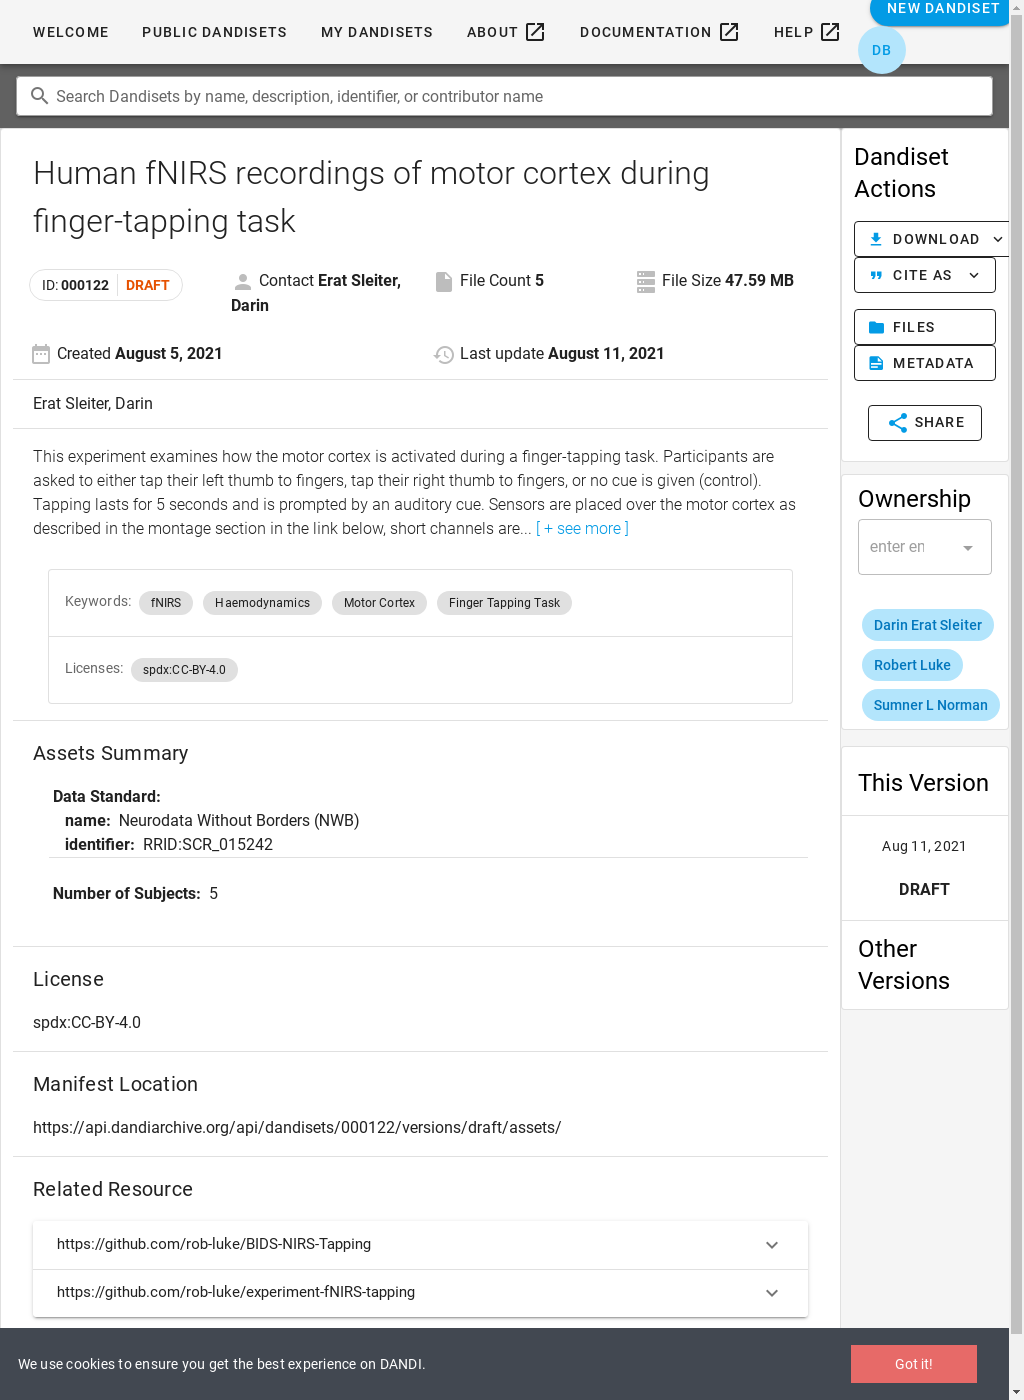 WELCOME PUBLIC DANDISETS MY DANDISETS ABOUT DOCUMENTATION HELP NEW DANDISET
DB
Search Dandisets by name, description, identifier, or contributor name
Human fNIRS recordings of motor cortex during
finger-tapping task
ID: 000122 DRAFT
Contact Erat Sleiter,
Darin
File Count 5
File Size 47.59 MB
Created August 5, 2021
Last update August 11, 2021
Erat Sleiter, Darin
This experiment examines how the motor cortex is activated during a finger-tapping task. Participants are
asked to either tap their left thumb to fingers, tap their right thumb to fingers, or no cue is given (control).
Tapping lasts for 5 seconds and is prompted by an auditory cue. Sensors are placed over the motor cortex as
described in the montage section in the link below, short channels are... [ + see more ]
Keywords: fNIRS Haemodynamics Motor Cortex Finger Tapping Task
Licenses: spdx:CC-BY-4.0
Assets Summary
Data Standard:
name: Neurodata Without Borders (NWB)
identifier: RRID:SCR_015242
Number of Subjects: 5
License
spdx:CC-BY-4.0
Manifest Location
https://api.dandiarchive.org/api/dandisets/000122/versions/draft/assets/
Related Resource
https://github.com/rob-luke/BIDS-NIRS-Tapping
https://github.com/rob-luke/experiment-fNIRS-tapping
Dandiset
Actions
DOWNLOAD
CITE AS
FILES
METADATA
SHARE
Ownership
enter en
Darin Erat Sleiter
Robert Luke
Sumner L Norman
This Version
Aug 11, 2021
DRAFT
Other
Versions
We use cookies to ensure you get the best experience on DANDI.
Got it!